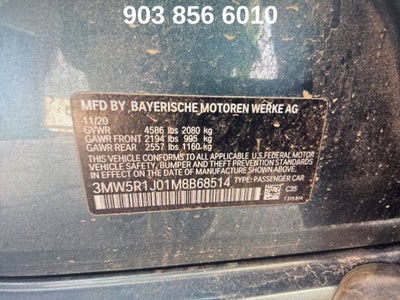 903 856 6010
MFD BY BAYERISCHE MOTOREN WERKE AG
11/20
GVWR 4586 lbs 2080 kg
GAWR FRONT 2194 lbs 995 kg
GAWR REAR 2557 lbs 1160 kg
THIS VEHICLE CONFORMS TO ALL APPLICABLE U.S. FEDERAL MOTOR
VEHICLE SAFETY, BUMPER, AND THEFT PREVENTION STANDARDS
IN EFFECT ON THE DATE OF MANUFACTURE SHOWN ABOVE.
3MW5R1J01M8B68514 TYPE: PASSENGER CAR
C35